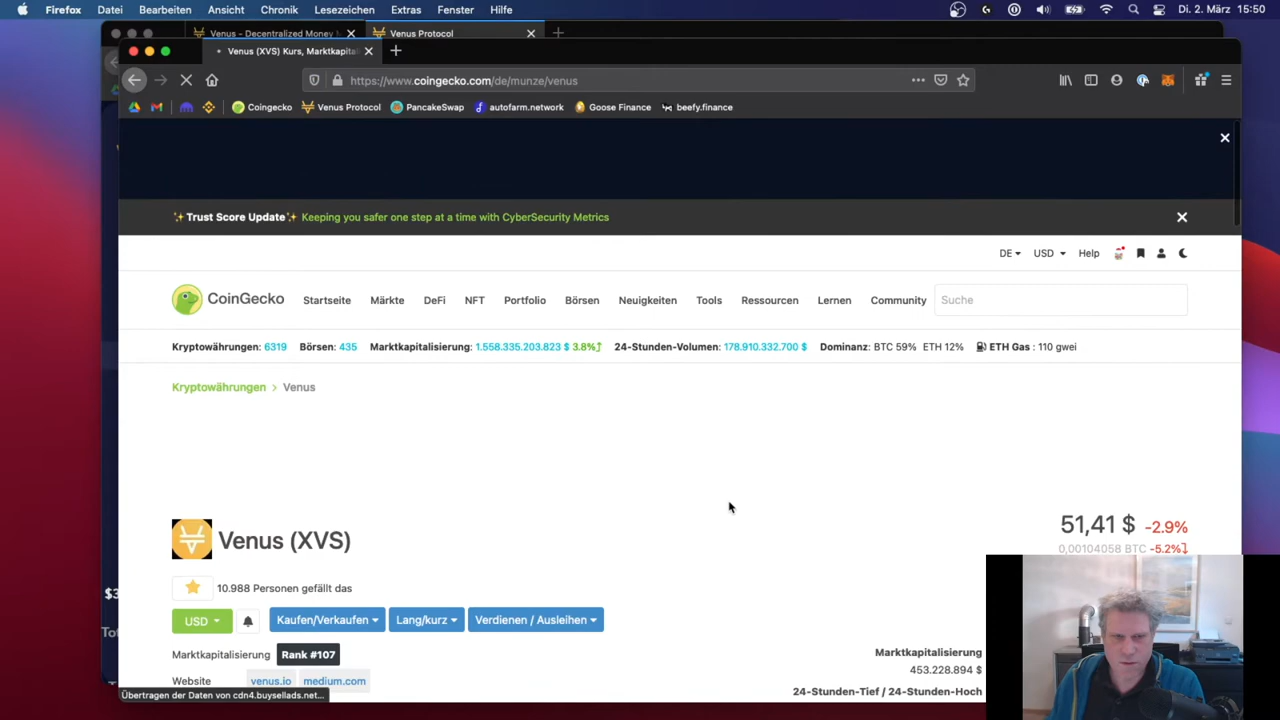 Firefox Datei Bearbeiten Ansicht Chronik Lesezeichen Extras Fenster Hilfe Di. 2. März 15:50
Venus - Decentralized Money M Venus Protocol
Venus (XVS) Kurs, Marktkapital
https://www.coingecko.com/de/munze/venus
Coingecko Venus Protocol PancakeSwap autofarm.network Goose Finance beefy.finance
✨Trust Score Update✨ Keeping you safer one step at a time with CyberSecurity Metrics
DE USD Help
CoinGecko Startseite Märkte DeFi NFT Portfolio Börsen Neuigkeiten Tools Ressourcen Lernen Community Suche
Kryptowährungen: 6319 Börsen: 435 Marktkapitalisierung: 1.558.335.203.823 $ 3.8% 24-Stunden-Volumen: 178.910.332.700 $ Dominanz: BTC 59% ETH 12% ETH Gas : 110 gwei
Kryptowährungen > Venus
Venus (XVS)
51,41 $ -2.9%
0,00104058 BTC -5.2%
10.988 Personen gefällt das
USD Kaufen/Verkaufen Lang/kurz Verdienen / Ausleihen
Marktkapitalisierung Rank #107
Website venus.io medium.com
Marktkapitalisierung
453.228.894 $
24-Stunden-Tief / 24-Stunden-Hoch
$3
Tot
Übertragen der Daten von cdn4.buysellads.net...